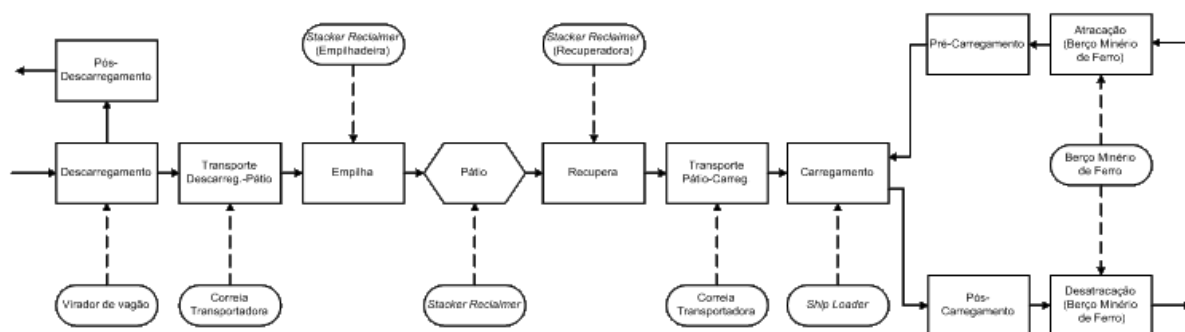 Stacker Reclaimer
(Empilhadeira)
Stacker Reclaimer
(Recuperadora)
Pós-
Descarregamento
Pré-Carregamento
Atracação
(Berço Minério
de Ferro)
Descarregamento
Transporte
Descarreg.-Pátio
Empilha
Pátio
Recupera
Transporte
Pátio-Carreg
Carregamento
Berço Minério
de Ferro
Virador de vagão
Correia
Transportadora
Stacker Reclaimer
Correia
Transportadora
Ship Loader
Pós-
Carregamento
Desatracação
(Berço Minério
de Ferro)